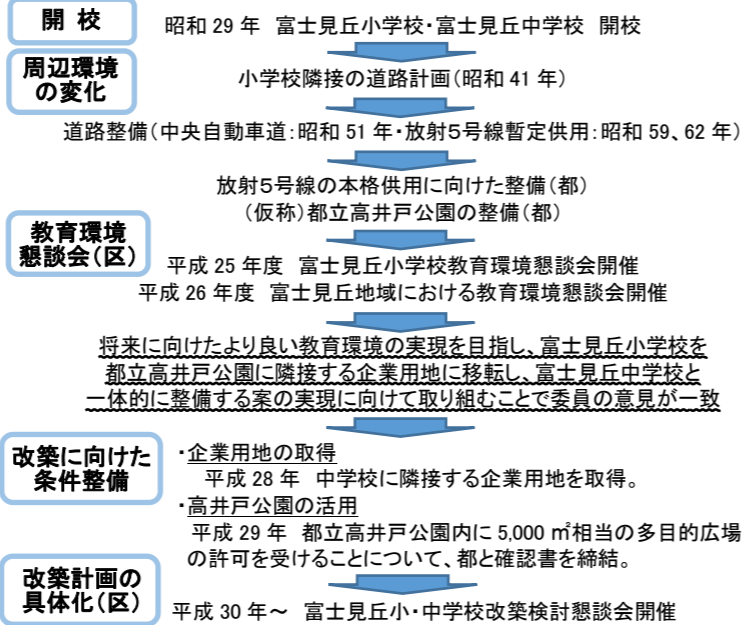 開 校
昭和 29 年　富士見丘小学校・富士見丘中学校　開校
周辺環境
の変化
小学校隣接の道路計画（昭和 41 年）
道路整備（中央自動車道：昭和 51 年・放射５号線暫定供用：昭和 59、62 年）
放射５号線の本格供用に向けた整備（都）
（仮称）都立高井戸公園の整備（都）
教育環境
懇談会（区）
平成 25 年度　富士見丘小学校教育環境懇談会開催
平成 26 年度　富士見丘地域における教育環境懇談会開催
将来に向けたより良い教育環境の実現を目指し、富士見丘小学校を
都立高井戸公園に隣接する企業用地に移転し、富士見丘中学校と
一体的に整備する案の実現に向けて取り組むことで委員の意見が一致
改築に向けた
条件整備
・企業用地の取得
平成 28 年　中学校に隣接する企業用地を取得。
・高井戸公園の活用
平成 29 年　都立高井戸公園内に 5,000 ㎡相当の多目的広場
の許可を受けることについて、都と確認書を締結。
改築計画の
具体化（区）
平成 30 年～　富士見丘小・中学校改築検討懇談会開催